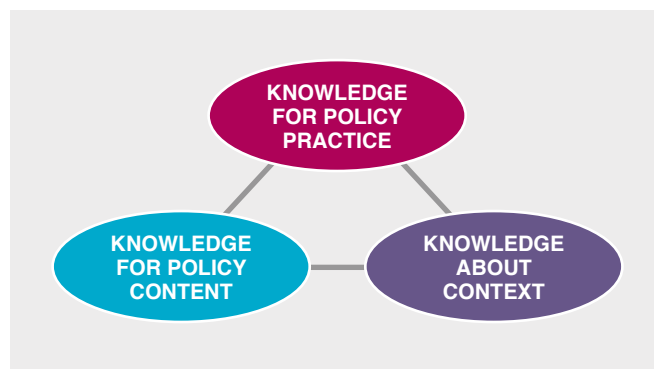 KNOWLEDGE
FOR POLICY
PRACTICE
KNOWLEDGE
FOR POLICY
CONTENT
KNOWLEDGE
ABOUT
CONTEXT